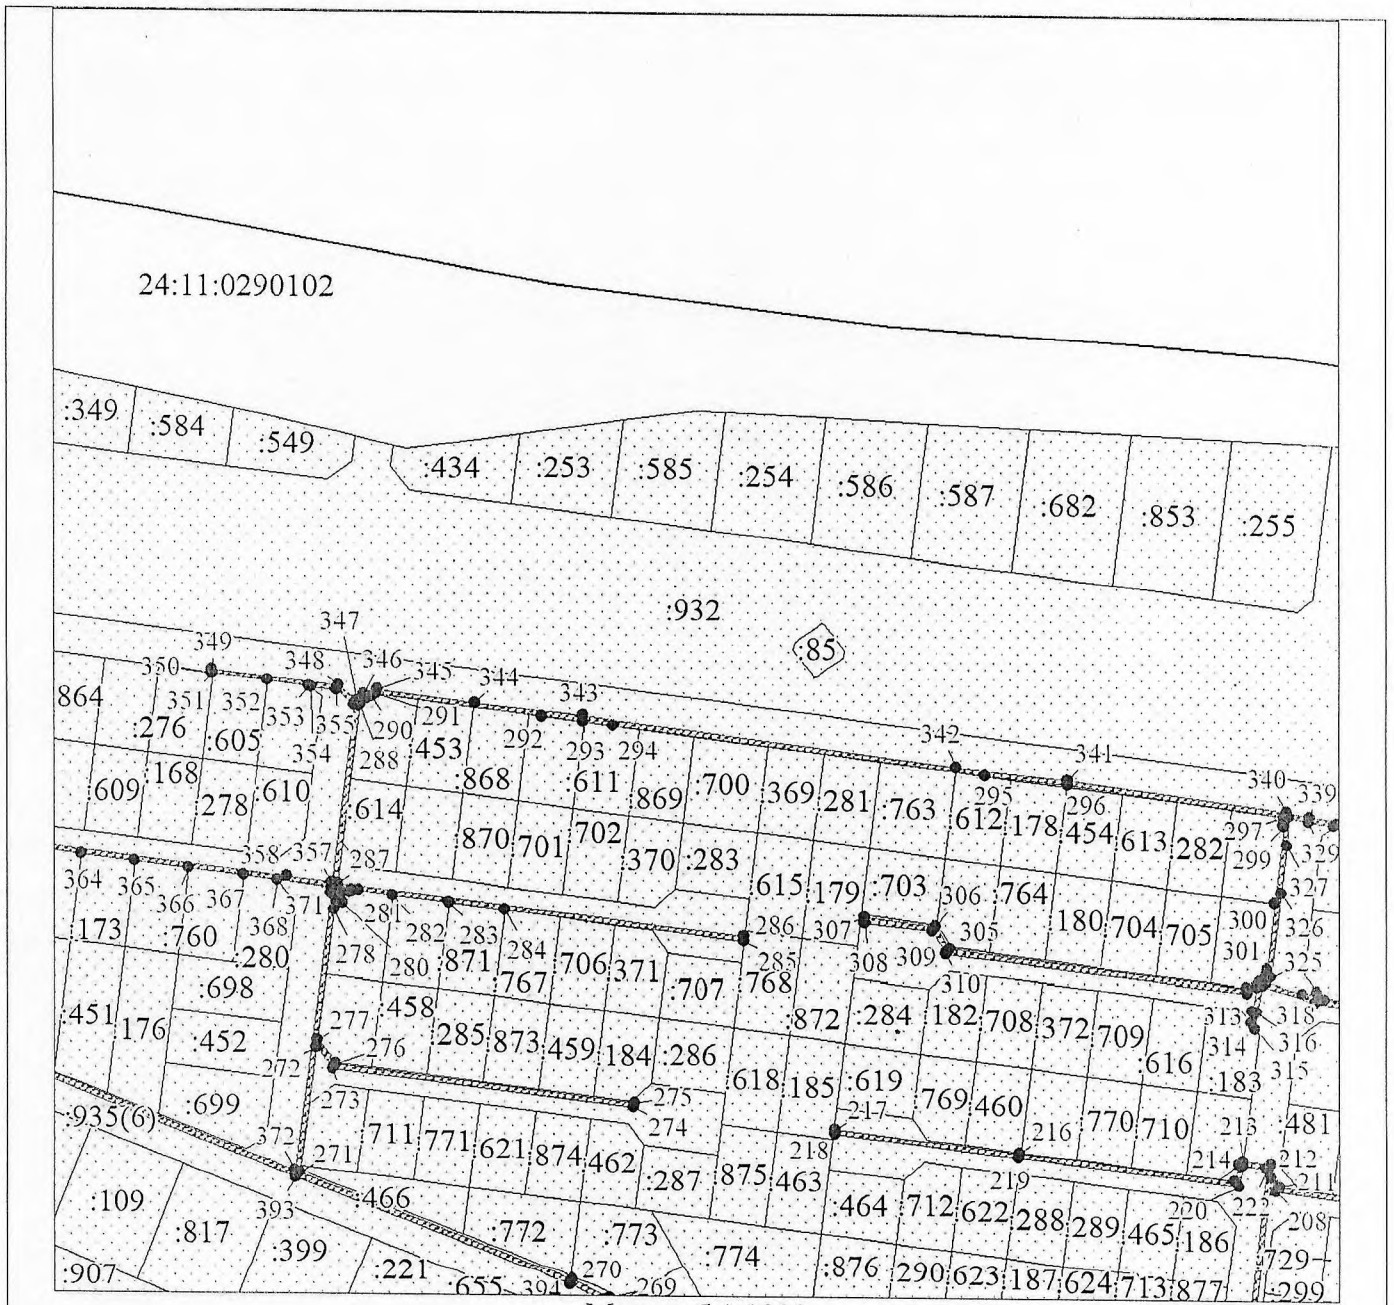 24:11:0290102
:349 :584 :549 :434 :253 :585 :254 :586 :587 :682 :853 :255
:932
:85
347
349 348 346 345 344 343
350 351 352 353 355 354 290 291 288 292 293 294
342 341 340 339
295 296 297 299 329
864 :276 :605 :453 :868 :611 :869 :700 :369 :281 :763 :612 :178 :454 :613 :282
:609 :168 :278 :610 :614 :870 :701 :702 :370 :283
358 357 287
:615 :179 :703 306 :764 :180 :704 :705 300 327 326
364 365 366 367 368 371 281 282 283 284 286 285 307 308 309 305 310 301 325
:173 :760 :280 278 280 :871 :767 :706 :371 :707 :768
:698 :458 :872 :284 :182 :708 :372 :709 :616 313 318
:451 :176 :452 277 276 :285 :873 :459 :184 :286 314 316 315
272 :618 :185 :619 :769 :460 :770 :710 :183
:699 273 275 274 217 216 213 :481
:935(6) 372 271 :711 :771 :621 :874 :462 218 219 214 212 211
:287 :875 :463 220 222 208
:109 393 :466 :464 :712 :622 :288 :289 :465 :186
:817 :399 :772 :773 :774 729
:907 :221 :655 394 270 269 :876 :290 :623 :187 :624 :713 :877 :299